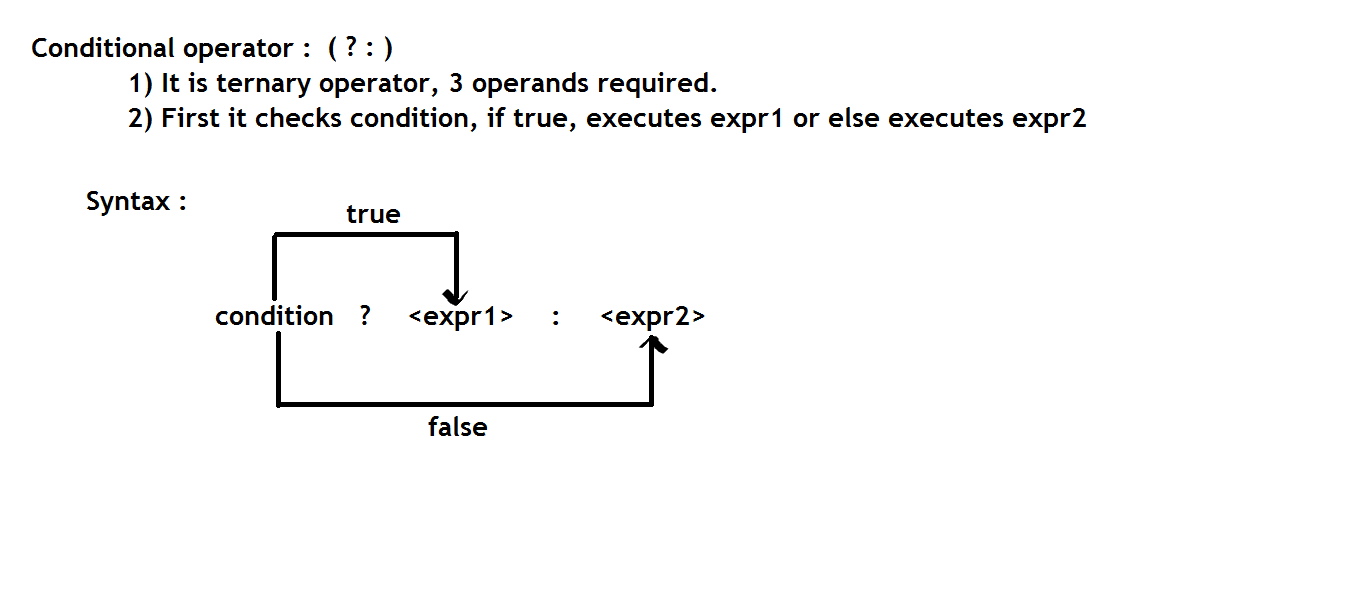 Conditional operator : ( ? : )
1) It is ternary operator, 3 operands required.
2) First it checks condition, if true, executes expr1 or else executes expr2
Syntax :
true
condition ? <expr1> : <expr2>
false